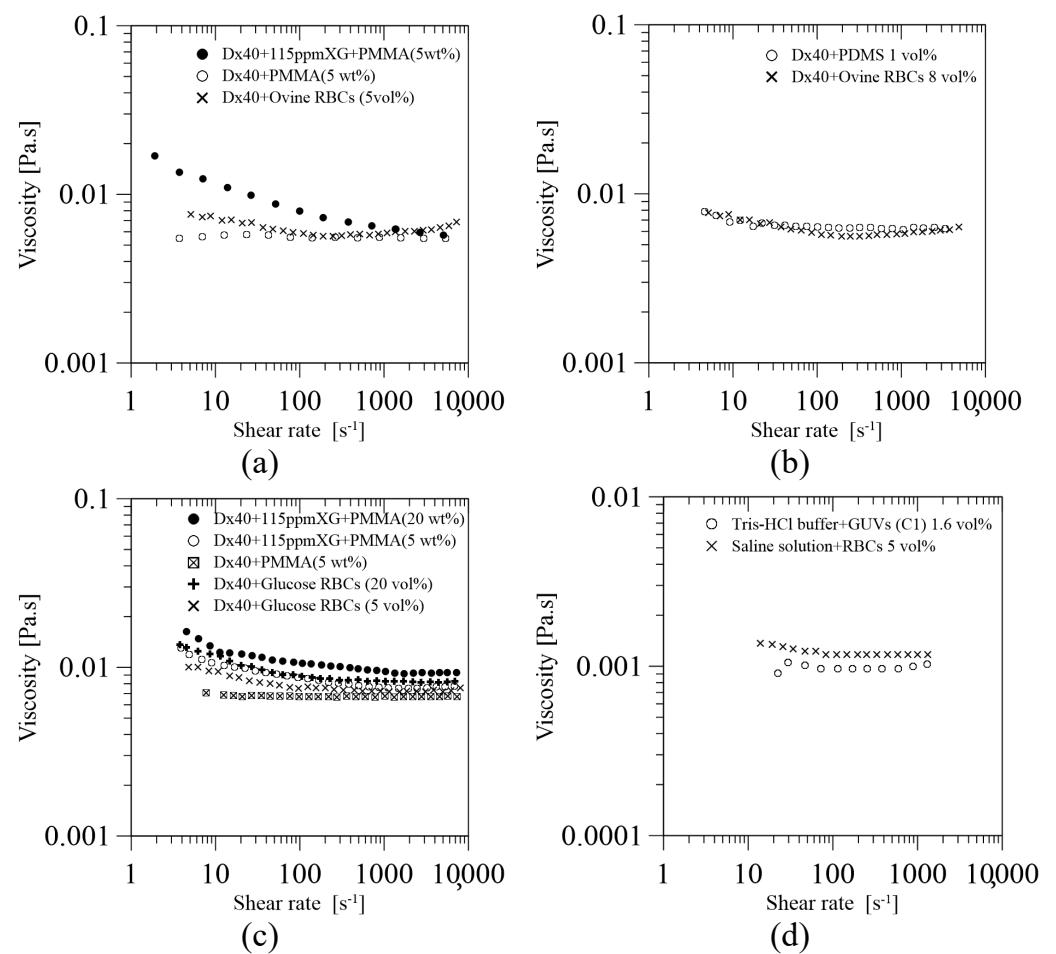 0.1
Dx40+115ppmXG+PMMA(5wt%)
Dx40+PMMA(5 wt%)
Dx40+Ovine RBCs (5vol%)
Viscosity [Pa.s]
0.01
0.001
1 10 100 1000 10,000
Shear rate [s-1]
(a)
0.1
Dx40+PDMS 1 vol%
Dx40+Ovine RBCs 8 vol%
Viscosity [Pa.s]
0.01
0.001
1 10 100 1000 10,000
Shear rate [s-1]
(b)
0.1
Dx40+115ppmXG+PMMA(20 wt%)
Dx40+115ppmXG+PMMA(5 wt%)
Dx40+PMMA(5 wt%)
Dx40+Glucose RBCs (20 vol%)
Dx40+Glucose RBCs (5 vol%)
Viscosity [Pa.s]
0.01
0.001
1 10 100 1000 10,000
Shear rate [s-1]
(c)
0.01
Tris-HCl buffer+GUVs (C1) 1.6 vol%
Saline solution+RBCs 5 vol%
Viscosity [Pa.s]
0.001
0.0001
1 10 100 1000 10,000
Shear rate [s-1]
(d)